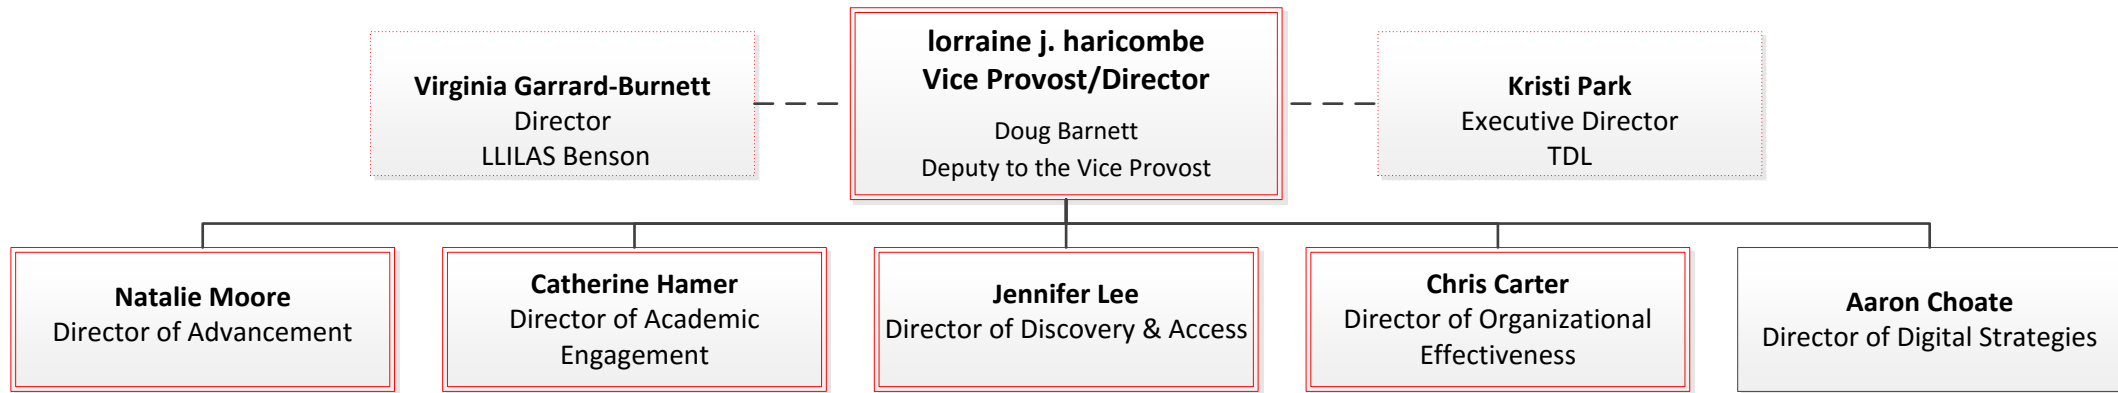 lorraine j. haricombe
Vice Provost/Director
Doug Barnett
Deputy to the Vice Provost
Virginia Garrard-Burnett
Director
LLILAS Benson
Kristi Park
Executive Director
TDL
Natalie Moore
Director of Advancement
Catherine Hamer
Director of Academic
Engagement
Jennifer Lee
Director of Discovery & Access
Chris Carter
Director of Organizational
Effectiveness
Aaron Choate
Director of Digital Strategies